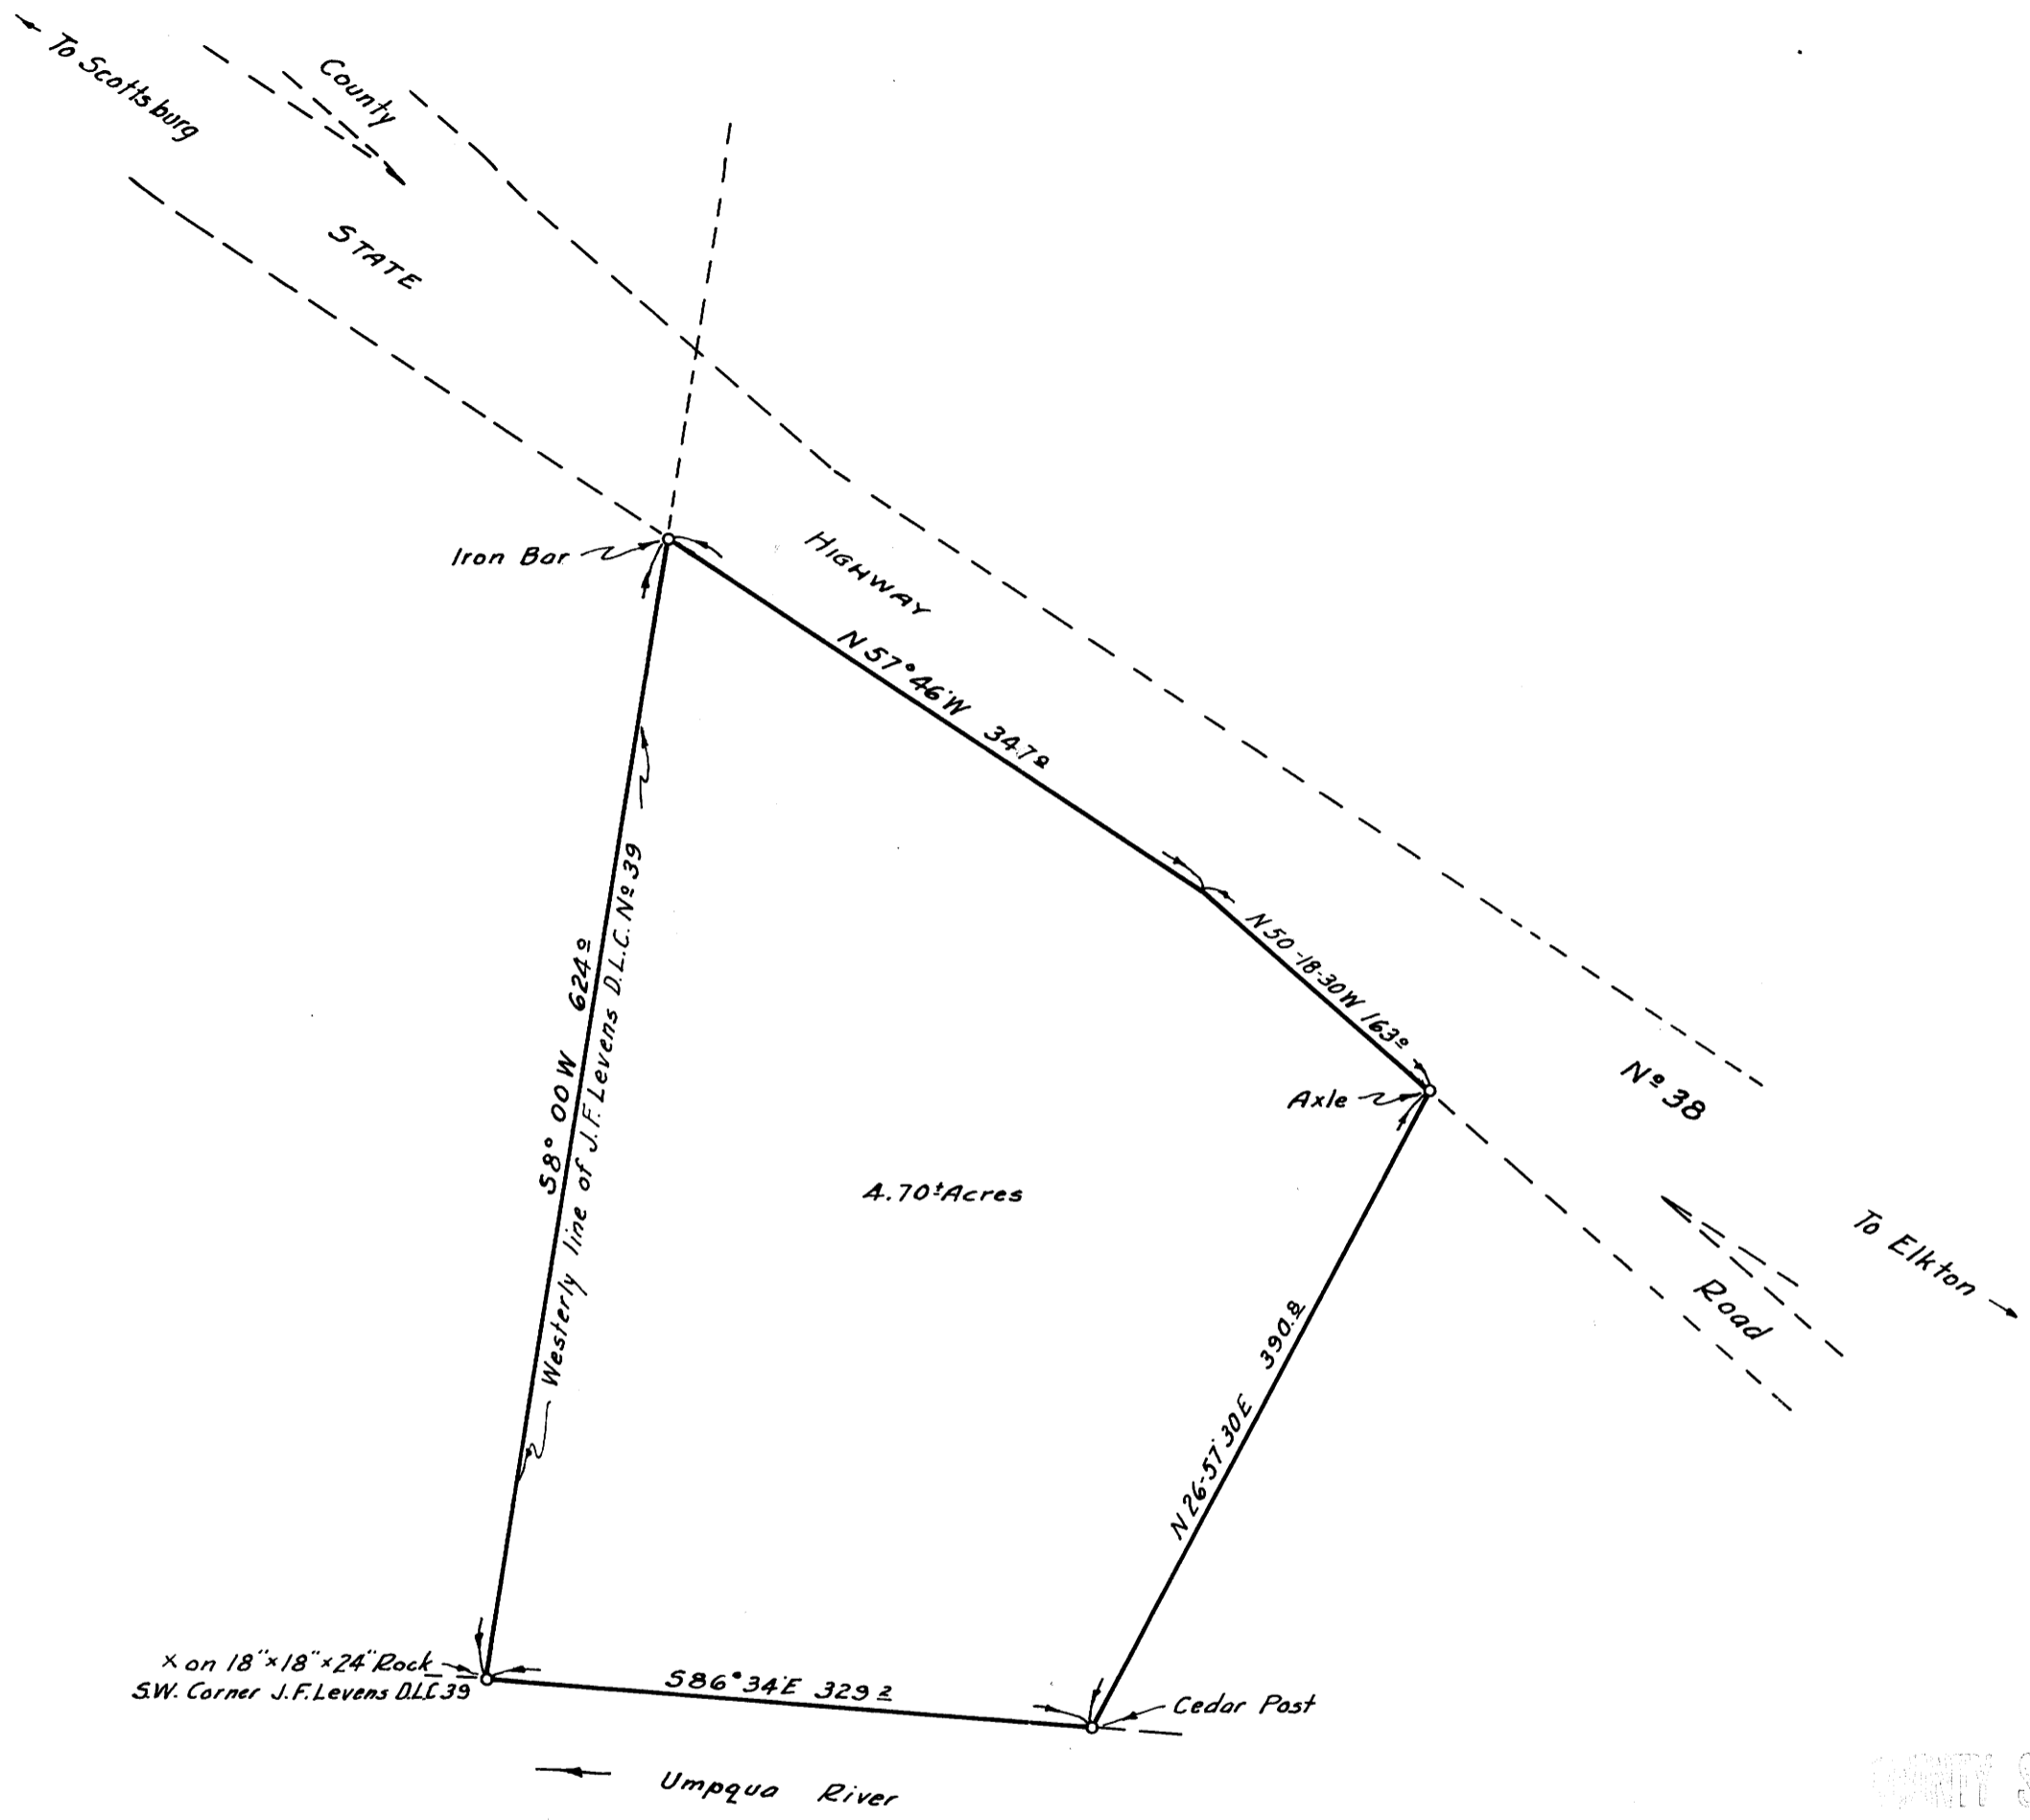 To Scottsburg
County
STATE
Iron Bar
HIGHWAY
N 57° 46' W 347.8
S 8° 00 W 624.0
Westerly line of J.F. Levens D.L.C. No 39
N 50-18-30 W 163.0
Axle
No 38
4.70± Acres
To Elkton
Road
N 26-57' 30 E 390.8
x on 18" x 18" x 24" Rock
S.W. Corner J.F. Levens D.L.C 39
S 86° 34' E 329.2
Cedar Post
Umpqua River